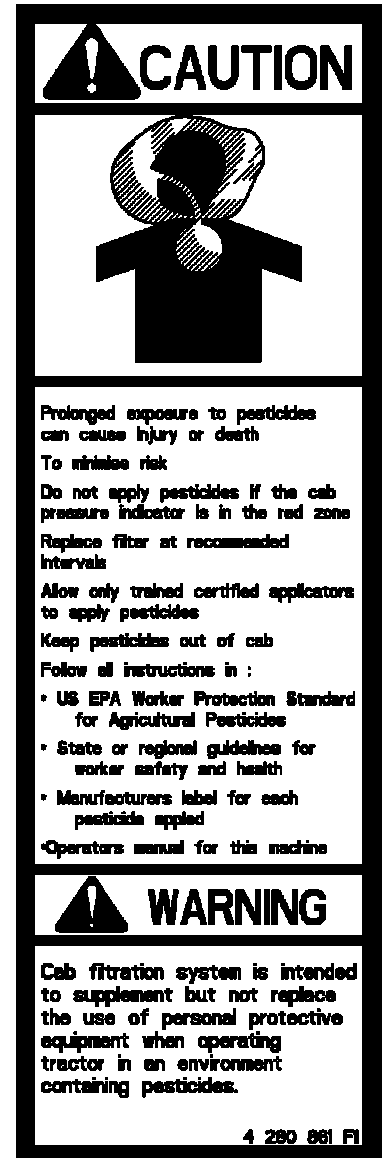 CAUTION
Prolonged exposure to pesticides
can cause injury or death
To minimise risk
Do not apply pesticides if the cab
pressure indicator is in the red zone
Replace filter at recommended
intervals
Allow only trained certified applicators
to apply pesticides
Keep pesticides out of cab
Follow all instructions in :
• US EPA Worker Protection Standard
for Agricultural Pesticides
• State or regional guidelines for
worker safety and health
• Manufacturers label for each
pesticide applied
•Operators manual for this machine
WARNING
Cab filtration system is intended
to supplement but not replace
the use of personal protective
equipment when operating
tractor in an environment
containing pesticides.
4 280 861 F1